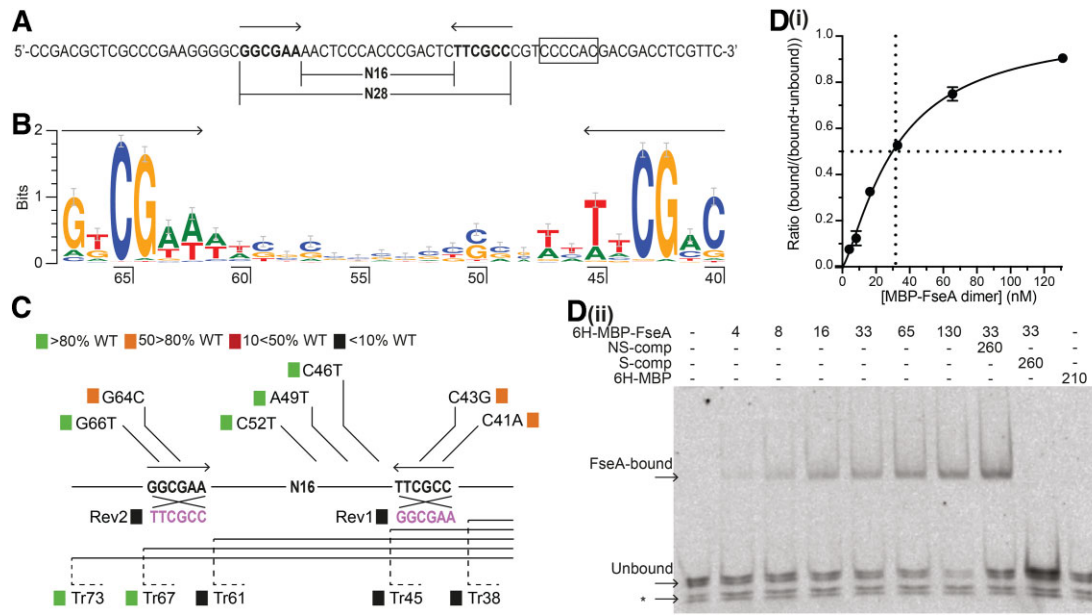 A
5'-CCGACGCTCGCCCGAAGGGGCGGCGAAAACTCCCACCCGACTCTTCGCCCGTCCCCACGACGACCTCGTTC-3'
N16
N28
B
2
1
0
Bits
65
60
55
50
45
40
C
>80% WT
50>80% WT
10<50% WT
<10% WT
C46T
G64C
A49T
C43G
G66T
C52T
C41A
GGCGAA
N16
TTCGCC
Rev2
TTCGCC
Rev1
GGCGAA
Tr73
Tr67
Tr61
Tr45
Tr38
D(i)
Ratio (bound/(bound+unbound))
1.0
0.8
0.6
0.4
0.2
0.0
0 20 40 60 80 100 120
[MBP-FseA dimer] (nM)
D(ii)
6H-MBP-FseA - 4 8 16 33 65 130 33 33 -
NS-comp - - - - - - - 260 - -
S-comp - - - - - - - - 260 -
6H-MBP - - - - - - - - - 210
FseA-bound
Unbound
*